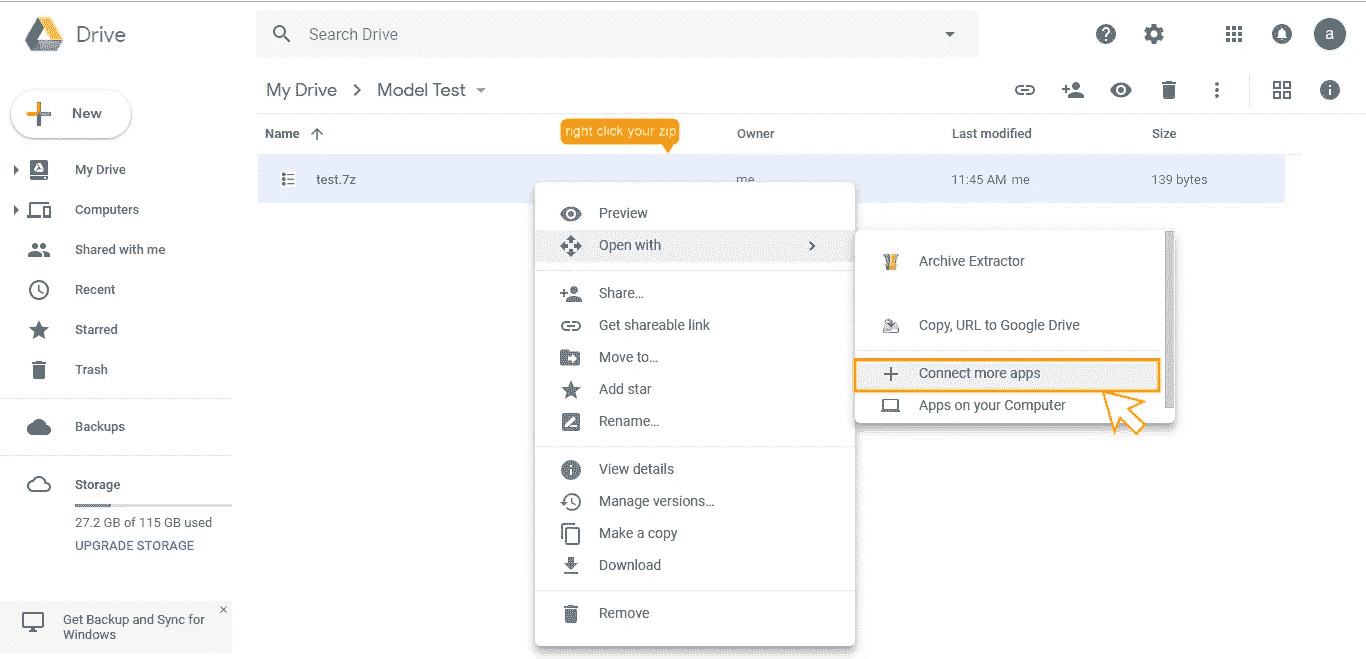 Drive
Search Drive
a
My Drive > Model Test
New
Name
right click your zip
Owner
Last modified
Size
test.7z
me
11:45 AM me
139 bytes
My Drive
Computers
Shared with me
Recent
Starred
Trash
Backups
Storage
27.2 GB of 115 GB used
UPGRADE STORAGE
Get Backup and Sync for
Windows
Preview
Open with
Share...
Get shareable link
Move to...
Add star
Rename...
View details
Manage versions...
Make a copy
Download
Remove
Archive Extractor
Copy, URL to Google Drive
Connect more apps
Apps on your Computer